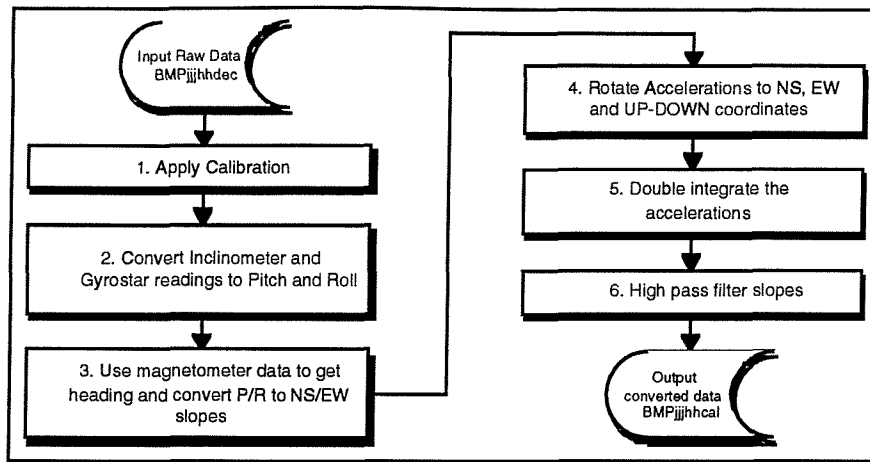 Input Raw Data
BMPjjjhhdec
1. Apply Calibration
2. Convert Inclinometer and
Gyrostar readings to Pitch and Roll
3. Use magnetometer data to get
heading and convert P/R to NS/EW
slopes
4. Rotate Accelerations to NS, EW
and UP-DOWN coordinates
5. Double integrate the
accelerations
6. High pass filter slopes
Output
converted data
BMPjjjhhcal